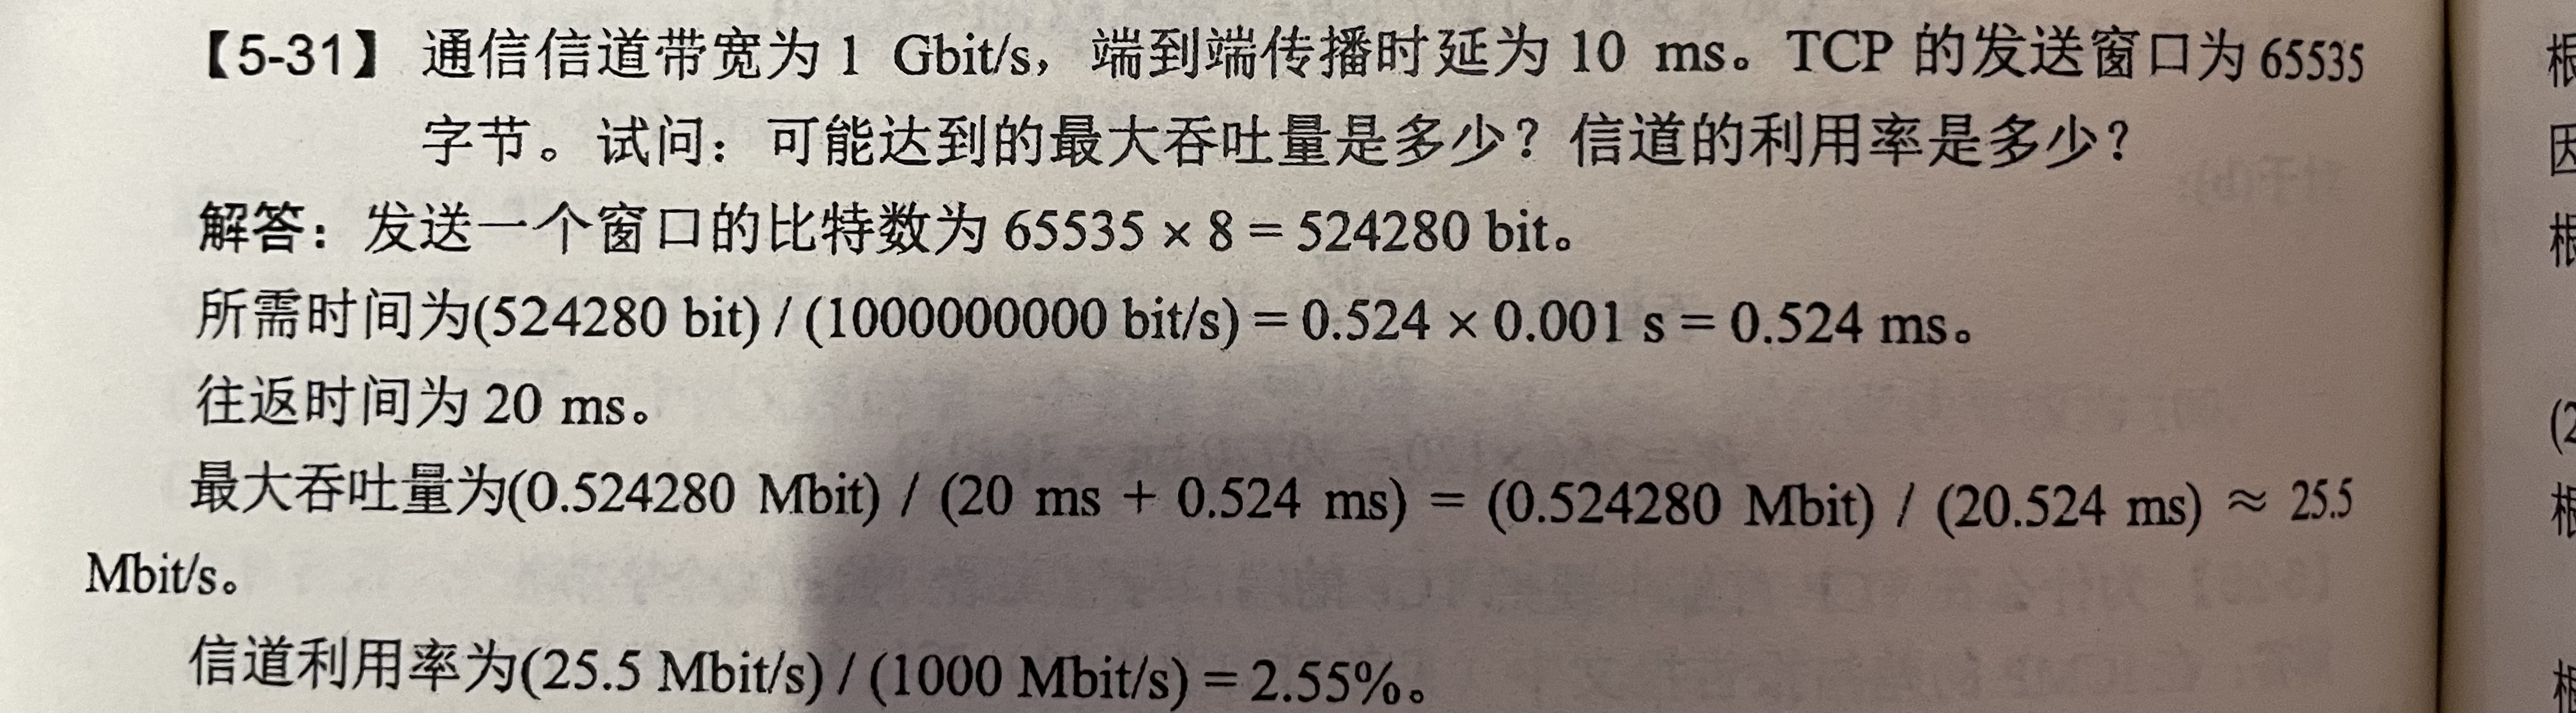 【5-31】 通信信道带宽为 1 Gbit/s，端到端传播时延为 10 ms。TCP 的发送窗口为 65535
字节。试问：可能达到的最大吞吐量是多少？信道的利用率是多少？
解答：发送一个窗口的比特数为 65535 × 8 = 524280 bit。
所需时间为(524280 bit) / (1000000000 bit/s) = 0.524 × 0.001 s = 0.524 ms。
往返时间为 20 ms。
最大吞吐量为(0.524280 Mbit) / (20 ms + 0.524 ms) = (0.524280 Mbit) / (20.524 ms) ≈ 25.5
Mbit/s。
信道利用率为(25.5 Mbit/s) / (1000 Mbit/s) = 2.55%。